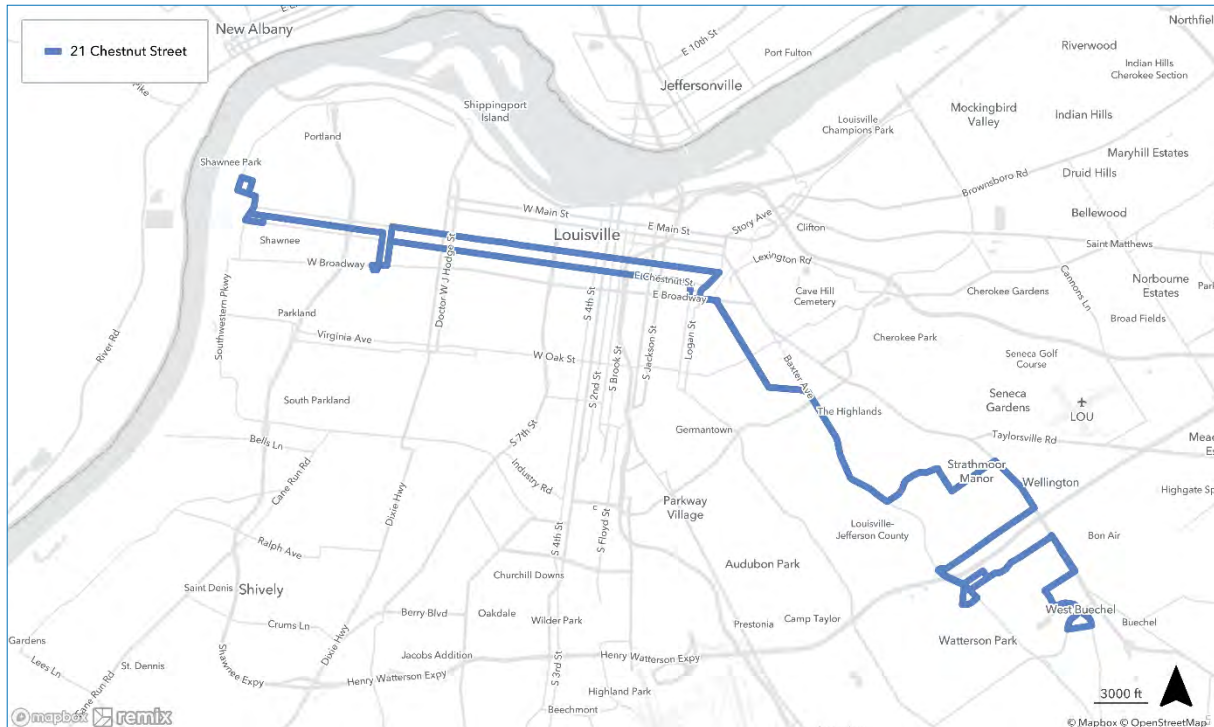 21 Chestnut Street
New Albany
E 10th St
Port Fulton
Northfield
Riverwood
Indian Hills
Cherokee Section
Jeffersonville
Shippingport
Island
Mockingbird
Valley
Indian Hills
Louisville
Champions Park
Portland
Maryhill Estates
Shawnee Park
Druid Hills
Brownsboro Rd
W Main St
Story Ave
Bellewood
E Main St
Clifton
Louisville
Saint Matthews
Shawnee
Doctor W J Hodge St
Lexington Rd
W Broadway
E Chestnut St
Cannons Ln
Norbourne
Estates
Cave Hill
Cemetery
Cherokee Gardens
E Broadway
Southwestern Pkwy
Parkland
S 4th St
Broad Fields
River Rd
Virginia Ave
Logan St
Cherokee Park
S Jackson St
W Oak St
S Brook St
Baxter Ave
Seneca Golf
Course
S 2nd St
Seneca
Gardens
LOU
South Parkland
The Highlands
Germantown
S 7th St
Taylorsville Rd
Bells Ln
Industry Rd
Strathmoor
Manor
Wellington
Cane Run Rd
Highgate Sp
Dixie Hwy
Parkway
Village
Louisville-
Jefferson County
S 4th St
S Floyd St
Bon Air
Ralph Ave
Audubon Park
Churchill Downs
Saint Denis
Shively
Berry Blvd
Oakdale
West Buechel
Wilder Park
Prestonia
Camp Taylor
Buechel
Crums Ln
Watterson Park
Gardens
Lees Ln
St. Dennis
Dixie Hwy
Jacobs Addition
Henry Watterson Expy
Shawnee Expy
Henry Watterson Expy
Cane Run Rd
S 3rd St
Highland Park
Beechmont
3000 ft
mapbox remix
© Mapbox © OpenStreetMap